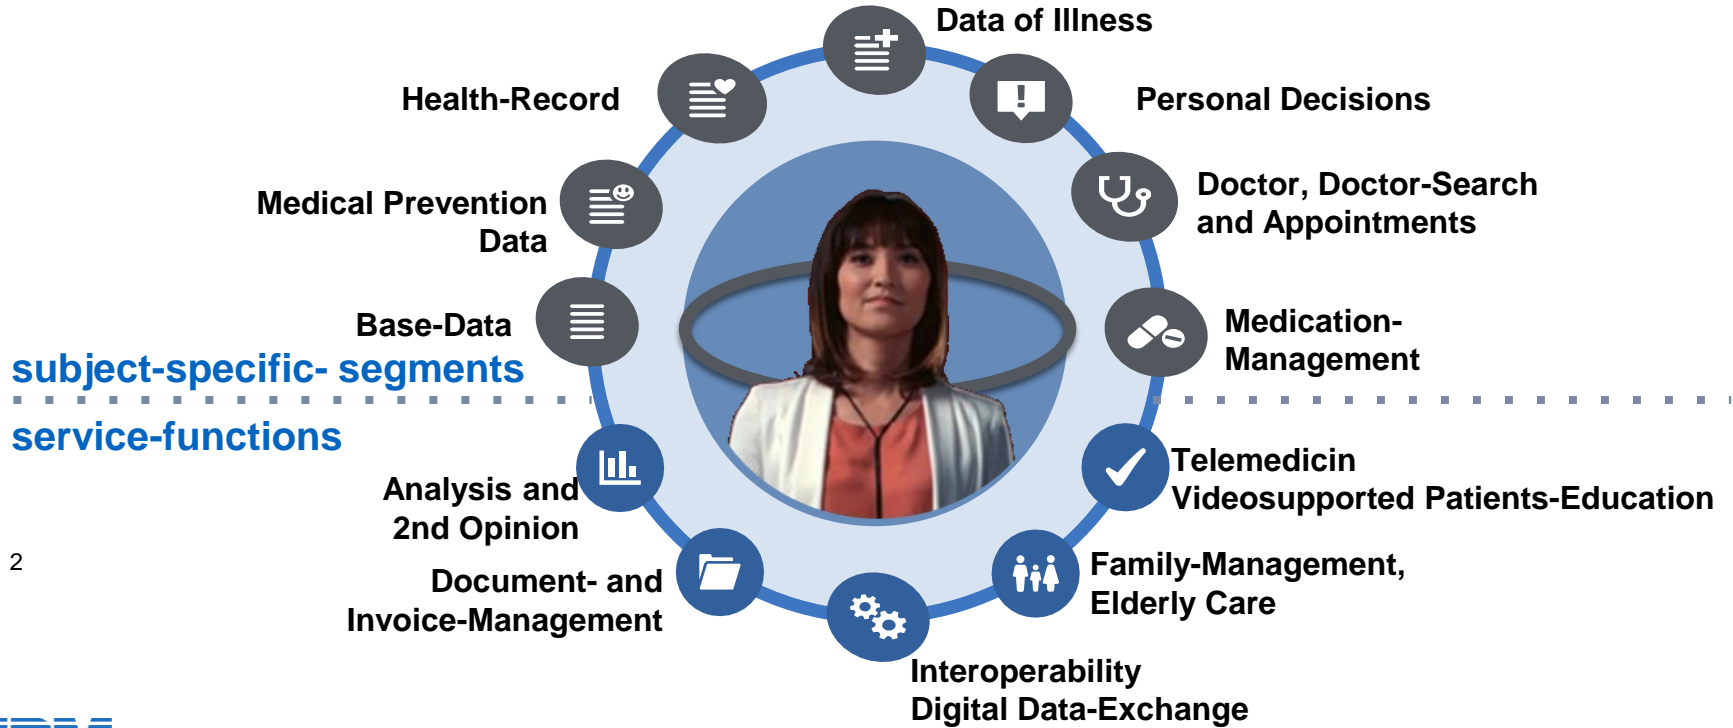 Data of Illness
Health-Record
Personal Decisions
Medical Prevention
Data
Doctor, Doctor-Search
and Appointments
Base-Data
Medication-
Management
subject-specific- segments
service-functions
Analysis and
2nd Opinion
Telemedicin
Videosupported Patients-Education
2
Document- and
Invoice-Management
Family-Management,
Elderly Care
Interoperability
Digital Data-Exchange